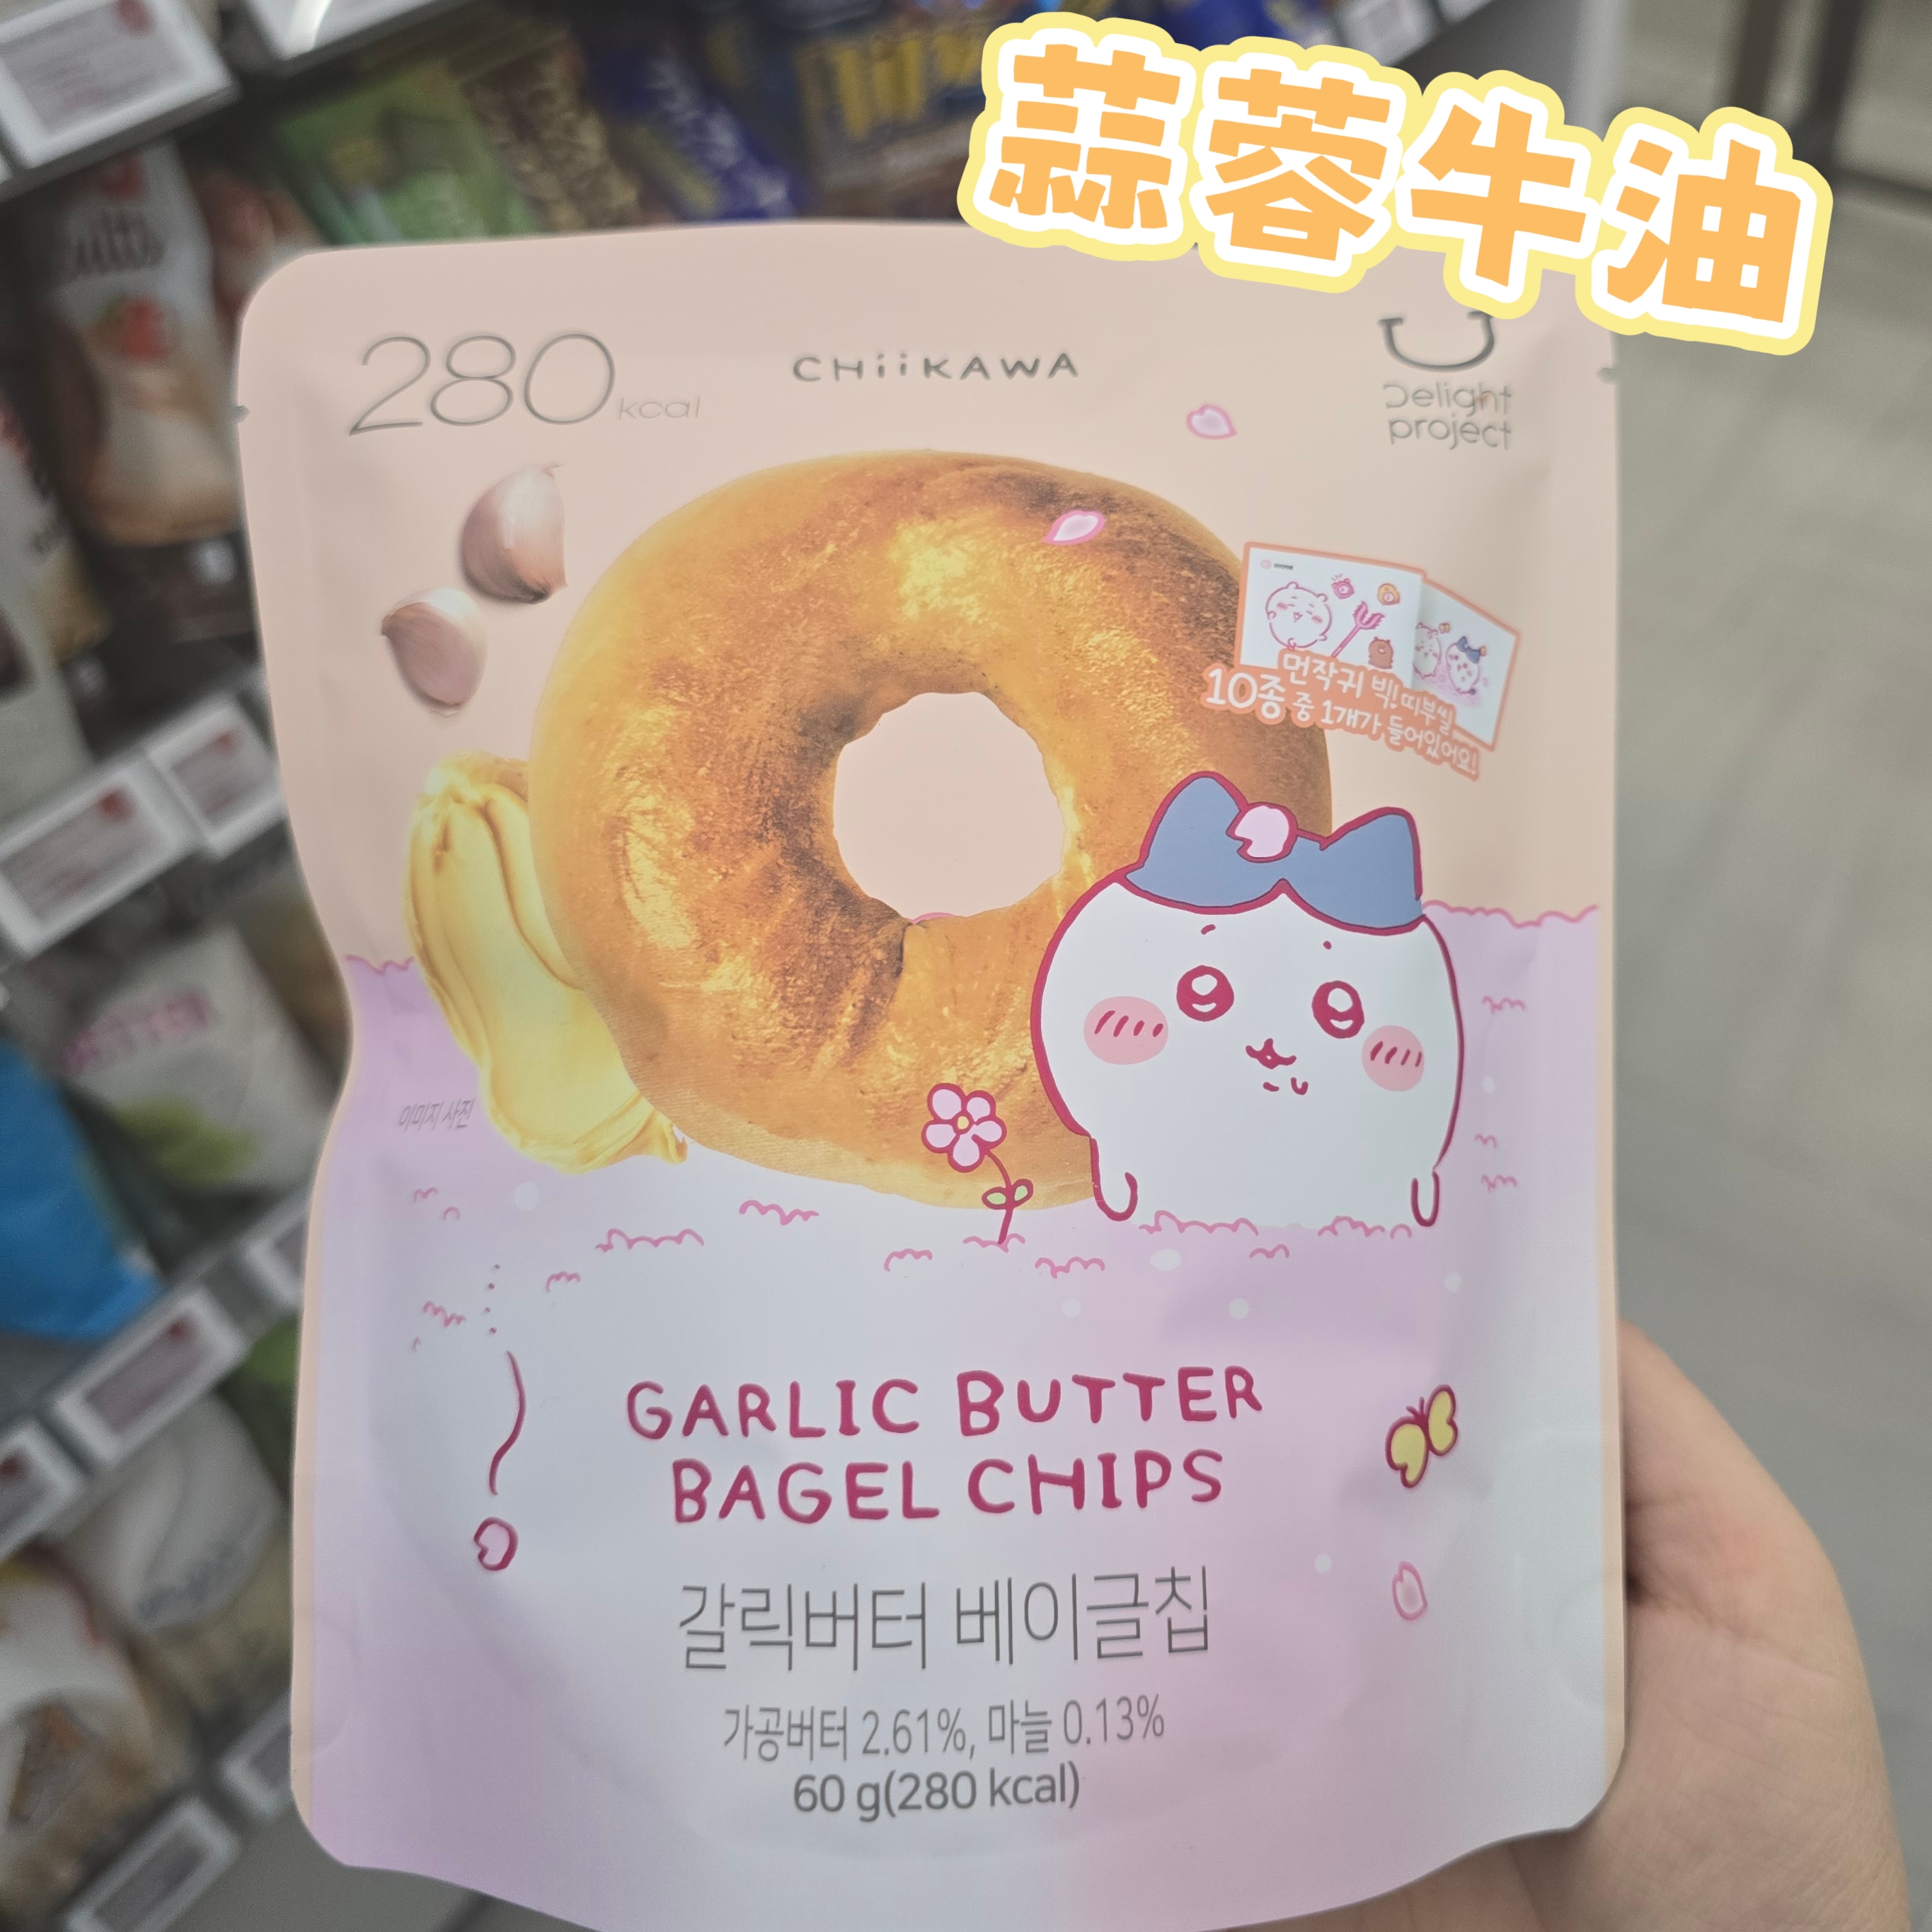 蒜蓉牛油
280 kcal
CHiiKAWA
Delight
project
먼작귀 빅!띠부씰
10종 중 1개가 들어있어요!
이미지 사진
GARLIC BUTTER
BAGEL CHIPS
갈릭버터 베이글칩
가공버터 2.61%, 마늘 0.13%
60 g(280 kcal)